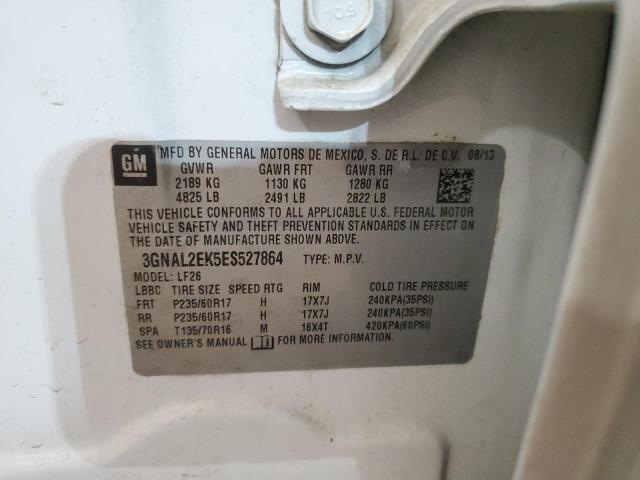 10.9
GM
MFD BY GENERAL MOTORS DE MEXICO, S. DE R.L. DE C.V. 08/13
GVWR GAWR FRT GAWR RR
2189 KG 1130 KG 1280 KG
4825 LB 2491 LB 2822 LB
THIS VEHICLE CONFORMS TO ALL APPLICABLE U.S. FEDERAL MOTOR
VEHICLE SAFETY AND THEFT PREVENTION STANDARDS IN EFFECT ON
THE DATE OF MANUFACTURE SHOWN ABOVE.
3GNAL2EK5ES527864 TYPE: M.P.V.
MODEL: LF26
LBBC TIRE SIZE SPEED RTG RIM COLD TIRE PRESSURE
FRT P235/60R17 H 17X7J 240KPA(35PSI)
RR P235/60R17 H 17X7J 240KPA(35PSI)
SPA T135/70R16 M 16X4T 420KPA(60PSI)
SEE OWNER'S MANUAL FOR MORE INFORMATION.